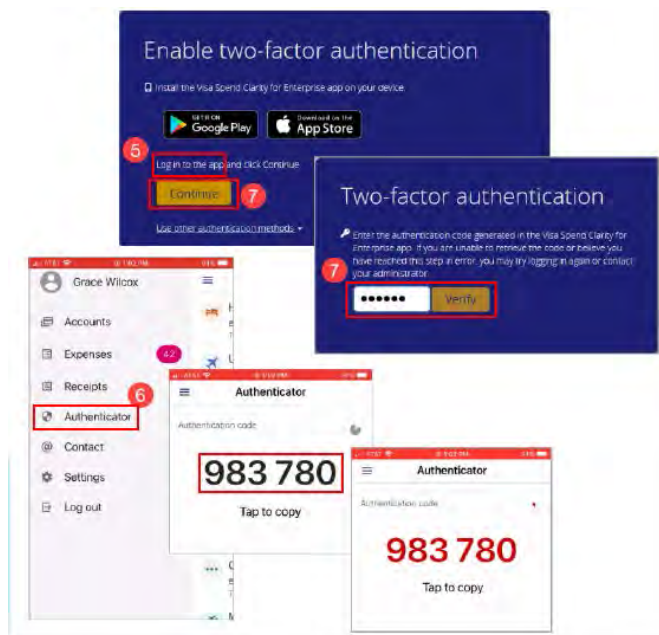 Enable two-factor authentication
Install the Visa Spend Clarity for Enterprise app on your device.
GET IT ON
Google Play
Download on the
App Store
5
Log in to the app and click Continue
Continue
7
Use other authentication methods
Two-factor authentication
Enter the authentication code generated in the Visa Spend Clarity for
Enterprise app. If you are unable to retrieve the code or believe you
have reached this step in error, you may try logging in again or contact
your administrator
7
Verify
AT&T
Grace Wilcox
Accounts
Expenses
42
Receipts
6
Authenticator
@ Contact
Settings
Log out
Authenticator
Authentication code
983 780
Tap to copy
Authenticator
Authentication code
983 780
Tap to copy